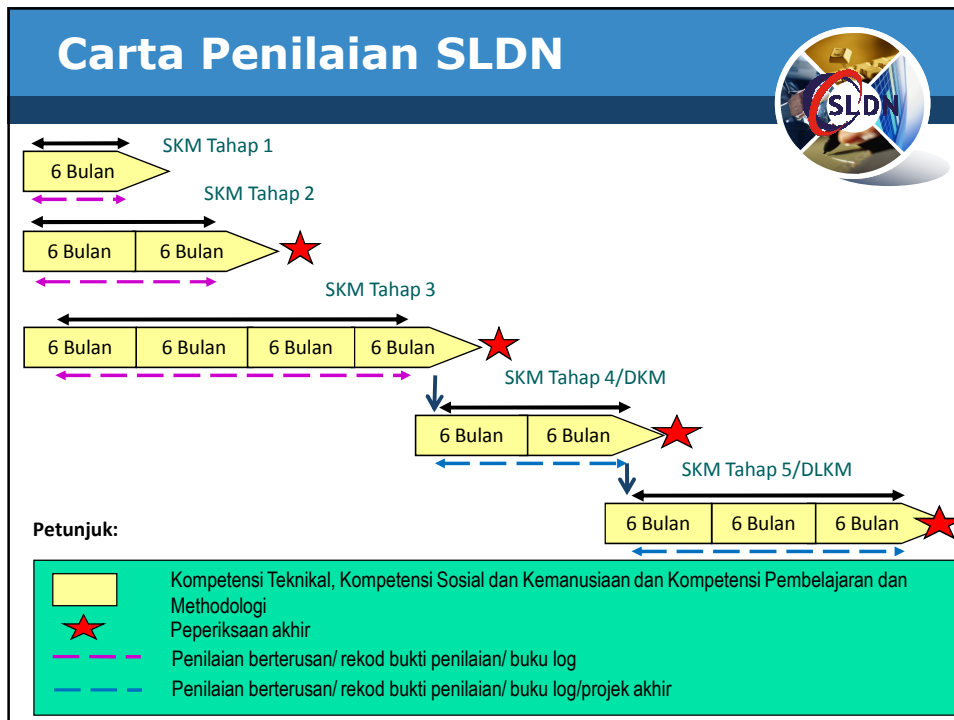 Carta Penilaian SLDN
SLDN
SKM Tahap 1
6 Bulan
SKM Tahap 2
6 Bulan 6 Bulan
SKM Tahap 3
6 Bulan 6 Bulan 6 Bulan 6 Bulan
SKM Tahap 4/DKM
6 Bulan 6 Bulan
SKM Tahap 5/DLKM
6 Bulan 6 Bulan 6 Bulan
Petunjuk:
Kompetensi Teknikal, Kompetensi Sosial dan Kemanusiaan dan Kompetensi Pembelajaran dan
Methodologi
Peperiksaan akhir
Penilaian berterusan/ rekod bukti penilaian/ buku log
Penilaian berterusan/ rekod bukti penilaian/ buku log/projek akhir